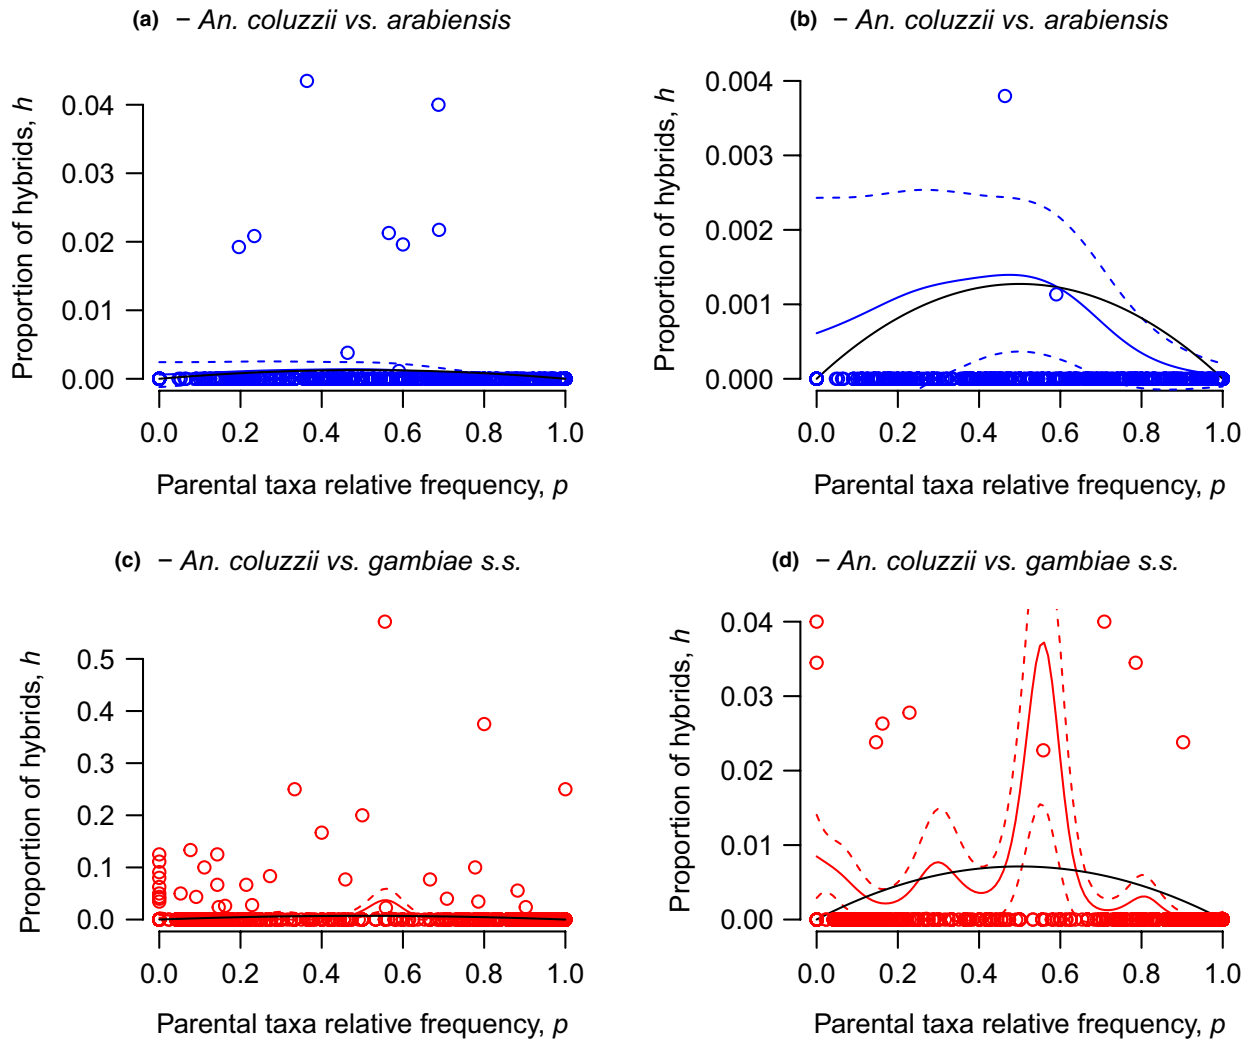 (a) – An. coluzzii vs. arabiensis
Proportion of hybrids, h
0.04
0.03
0.02
0.01
0.00
0.0 0.2 0.4 0.6 0.8 1.0
Parental taxa relative frequency, p
(b) – An. coluzzii vs. arabiensis
Proportion of hybrids, h
0.004
0.003
0.002
0.001
0.000
0.0 0.2 0.4 0.6 0.8 1.0
Parental taxa relative frequency, p
(c) – An. coluzzii vs. gambiae s.s.
Proportion of hybrids, h
0.5
0.4
0.3
0.2
0.1
0.0
0.0 0.2 0.4 0.6 0.8 1.0
Parental taxa relative frequency, p
(d) – An. coluzzii vs. gambiae s.s.
Proportion of hybrids, h
0.04
0.03
0.02
0.01
0.00
0.0 0.2 0.4 0.6 0.8 1.0
Parental taxa relative frequency, p